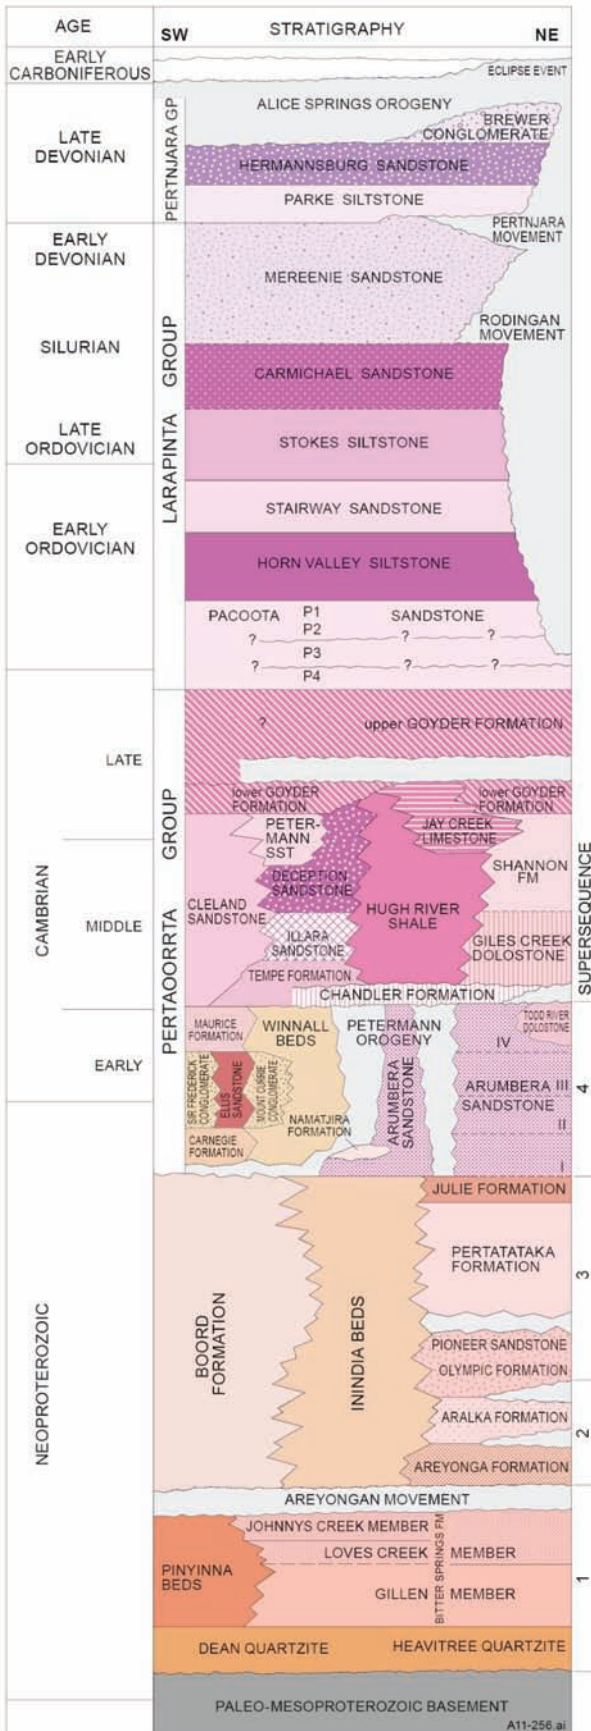 AGE
SW
STRATIGRAPHY
NE
EARLY
CARBONIFEROUS
ECLIPSE EVENT
LATE
DEVONIAN
PERTNJARA GP
ALICE SPRINGS OROGENY
BREWER
CONGLOMERATE
HERMANNSBURG SANDSTONE
PARKE SILTSTONE
PERTNJARA
MOVEMENT
EARLY
DEVONIAN
MEREENIE SANDSTONE
RODINGAN
MOVEMENT
SILURIAN
LARAPINTA GROUP
CARMICHAEL SANDSTONE
LATE
ORDOVICIAN
STOKES SILTSTONE
STAIRWAY SANDSTONE
EARLY
ORDOVICIAN
HORN VALLEY SILTSTONE
PACOOTA P1 SANDSTONE
P2
? ? ?
P3
? ? ?
P4
CAMBRIAN
LATE
PERTAOORRTA GROUP
? upper GOYDER FORMATION
lower GOYDER
FORMATION
lower GOYDER
FORMATION
PETER-
MANN
SST
JAY CREEK
LIMESTONE
SHANNON
FM
DECEPTION
SANDSTONE
MIDDLE
CLELAND
SANDSTONE
HUGH RIVER
SHALE
ILLARA
SANDSTONE
GILES CREEK
DOLOSTONE
TEMPE FORMATION
CHANDLER FORMATION
SUPERSEQUENCE
EARLY
MAURICE
FORMATION
WINNALL
BEDS
PETERMANN
OROGENY
TODD RIVER
DOLOSTONE
IV
SIR FREDERICK
CONGLOMERATE
ELLIS
SANDSTONE
MOUNT CURRIE
CONGLOMERATE
ARUMBERA
SANDSTONE
ARUMBERA III
SANDSTONE
II
I
4
NAMATJIRA
FORMATION
CARNEGIE
FORMATION
NEOPROTEROZOIC
JULIE FORMATION
PERTATATAKA
FORMATION
3
BOORD
FORMATION
ININDIA BEDS
PIONEER SANDSTONE
OLYMPIC FORMATION
ARALKA FORMATION
2
AREYONGA FORMATION
AREYONGAN MOVEMENT
JOHNNYS CREEK MEMBER
BITTER SPRINGS FM
LOVES CREEK MEMBER
PINYINNA
BEDS
GILLEN MEMBER
1
DEAN QUARTZITE
HEAVITREE QUARTZITE
PALEO-MESOPROTEROZOIC BASEMENT
A11-256.ai